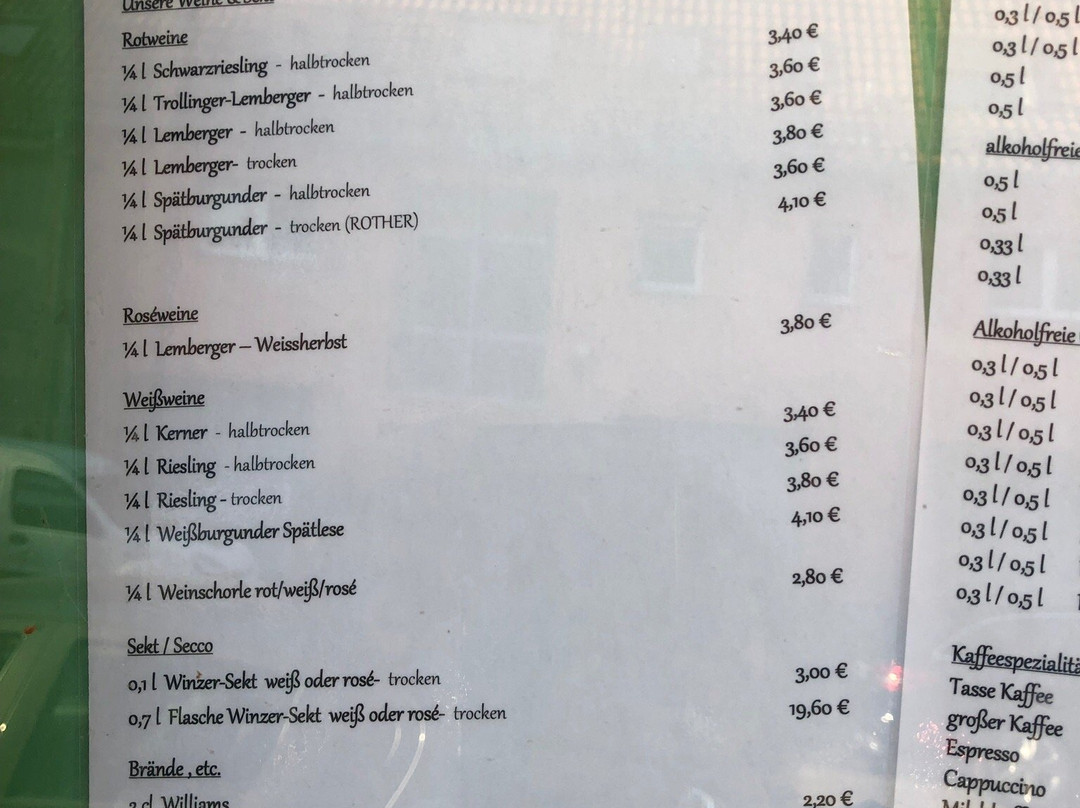 Unsere Weine &
Rotweine
¼ l Schwarzriesling - halbtrocken 3,40 €
¼ l Trollinger-Lemberger - halbtrocken 3,60 €
¼ l Lemberger - halbtrocken 3,60 €
¼ l Lemberger- trocken 3,80 €
¼ l Spätburgunder - halbtrocken 3,60 €
¼ l Spätburgunder - trocken (ROTHER) 4,10 €
Roséweine
¼ l Lemberger – Weissherbst 3,80 €
Weißweine
¼ l Kerner - halbtrocken 3,40 €
¼ l Riesling - halbtrocken 3,60 €
¼ l Riesling - trocken 3,80 €
¼ l Weißburgunder Spätlese 4,10 €
¼ l Weinschorle rot/weiß/rosé 2,80 €
Sekt / Secco
0,1 l Winzer-Sekt weiß oder rosé- trocken 3,00 €
0,7 l Flasche Winzer-Sekt weiß oder rosé- trocken 19,60 €
Brände , etc.
2 cl Williams 2,20 €
0,3 l / 0,5 l
0,3 l / 0,5 l
0,5 l
0,5 l
alkoholfreie
0,5 l
0,5 l
0,33 l
0,33 l
Alkoholfreie
0,3 l / 0,5 l
0,3 l / 0,5 l
0,3 l / 0,5 l
0,3 l / 0,5 l
0,3 l / 0,5 l
0,3 l / 0,5 l
0,3 l / 0,5 l
0,3 l / 0,5 l
Kaffeespezialitä
Tasse Kaffee
großer Kaffee
Espresso
Cappuccino